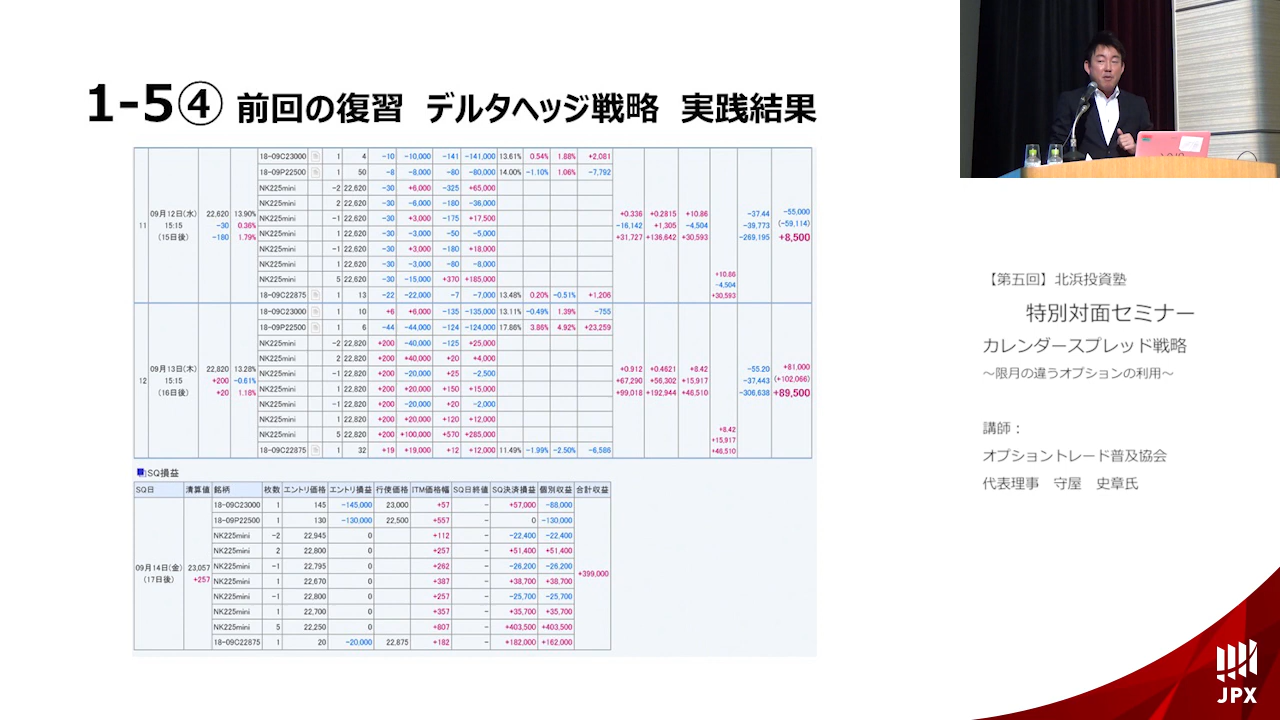 1-5④ 前回の復習 デルタヘッジ戦略 実践結果
18-09C23000 1 4 -10 -10,000 -141 -141,000 13.61% 0.54% 1.88% +2,081
18-09P22500 1 50 -8 -8,000 -80 -80,000 14.00% -1.10% 1.06% -7,792
NK225mini -2 22,620 -30 +6,000 -325 +65,000
NK225mini 2 22,620 -30 -6,000 -180 -36,000
NK225mini -1 22,620 -30 +3,000 -175 +17,500
NK225mini 1 22,620 -30 -3,000 -50 -5,000
NK225mini -1 22,620 -30 +3,000 -180 +18,000
NK225mini 1 22,620 -30 -3,000 -80 -8,000
NK225mini 5 22,620 -30 -15,000 +370 +185,000
18-09C22875 1 13 -22 -22,000 -7 -7,000 13.48% 0.20% -0.51% +1,206
11 09月12日(水) 22,620 13.90% +0.336 +0.2815 +10.86 -37.44 -55,000
15:15 -30 0.36% -16,142 +1,305 -4,504 -39,773 (-59,114)
(15日後) -180 1.79% +31,727 +136,642 +30,593 -269,195 +8,500
+10.86
-4,504
+30,593
18-09C23000 1 10 +6 +6,000 -135 -135,000 13.11% -0.49% 1.39% -755
18-09P22500 1 6 -44 -44,000 -124 -124,000 17.86% 3.86% 4.92% +23,259
NK225mini -2 22,820 +200 -40,000 -125 +25,000
NK225mini 2 22,820 +200 +40,000 +20 +4,000
NK225mini -1 22,820 +200 -20,000 +25 -2,500
NK225mini 1 22,820 +200 +20,000 +150 +15,000
NK225mini -1 22,820 +200 -20,000 +20 -2,000
NK225mini 1 22,820 +200 +20,000 +120 +12,000
NK225mini 5 22,820 +200 +100,000 +570 +285,000
18-09C22875 1 32 +19 +19,000 +12 +12,000 11.49% -1.99% -2.50% -6,586
12 09月13日(木) 22,820 13.28% +0.912 +0.4621 +8.42 -55.20 +81,000
15:15 +200 -0.61% +67,290 +56,302 +15,917 -37,443 (+102,066)
(16日後) +20 1.18% +99,018 +192,944 +46,510 -306,638 +89,500
+8.42
+15,917
+46,510
SQ損益
SQ日 清算値 銘柄 枚数 エントリ価格 エントリ損益 行使価格 ITM価格幅 SQ日終値 SQ決済損益 個別収益 合計収益
18-09C23000 1 145 -145,000 23,000 +57 - +57,000 -88,000
18-09P22500 1 130 -130,000 22,500 +557 - 0 -130,000
NK225mini -2 22,945 0 +112 - -22,400 -22,400
NK225mini 2 22,800 0 +257 - +51,400 +51,400
NK225mini -1 22,795 0 +262 - -26,200 -26,200
NK225mini 1 22,670 0 +387 - +38,700 +38,700
NK225mini -1 22,800 0 +257 - -25,700 -25,700
NK225mini 1 22,700 0 +357 - +35,700 +35,700
NK225mini 5 22,250 0 +807 - +403,500 +403,500
18-09C22875 1 20 -20,000 22,875 +182 - +182,000 +162,000
09月14日(金) 23,057 +399,000
(17日後) +257
【第五回】北浜投資塾
特別対面セミナー
カレンダースプレッド戦略
~限月の違うオプションの利用~
講師:
オプショントレード普及協会
代表理事 守屋 史章氏
JPX